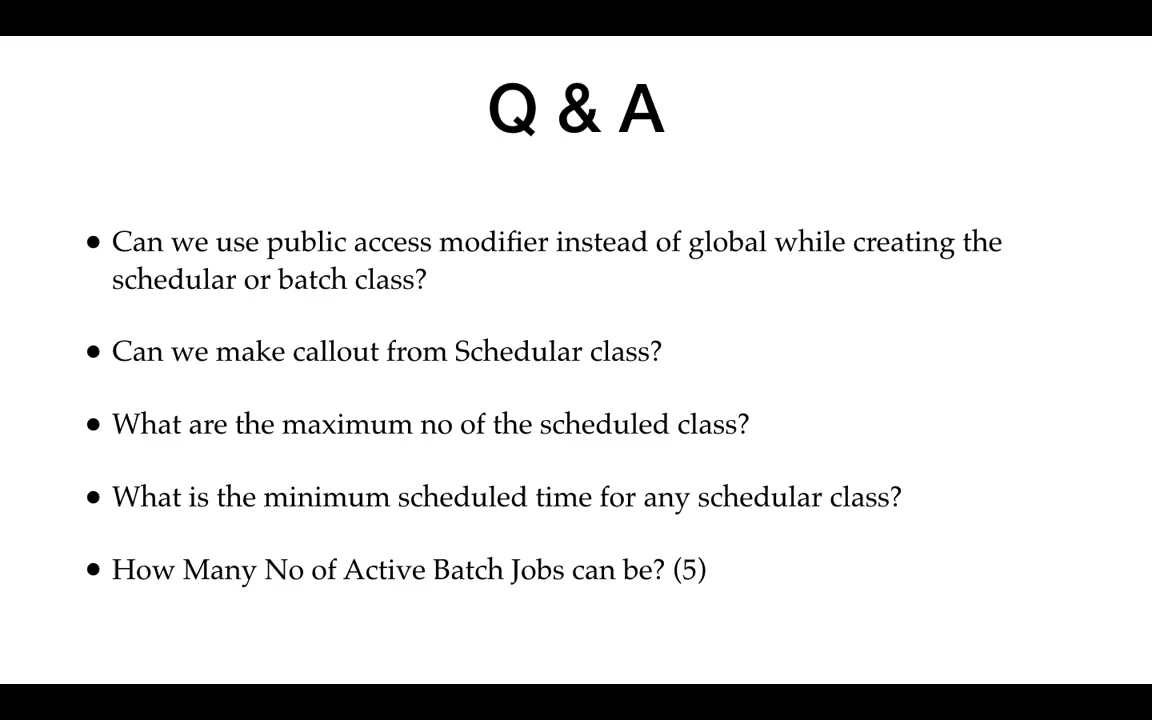 Q & A
• Can we use public access modifier instead of global while creating the
schedular or batch class?
• Can we make callout from Schedular class?
• What are the maximum no of the scheduled class?
• What is the minimum scheduled time for any schedular class?
• How Many No of Active Batch Jobs can be? (5)